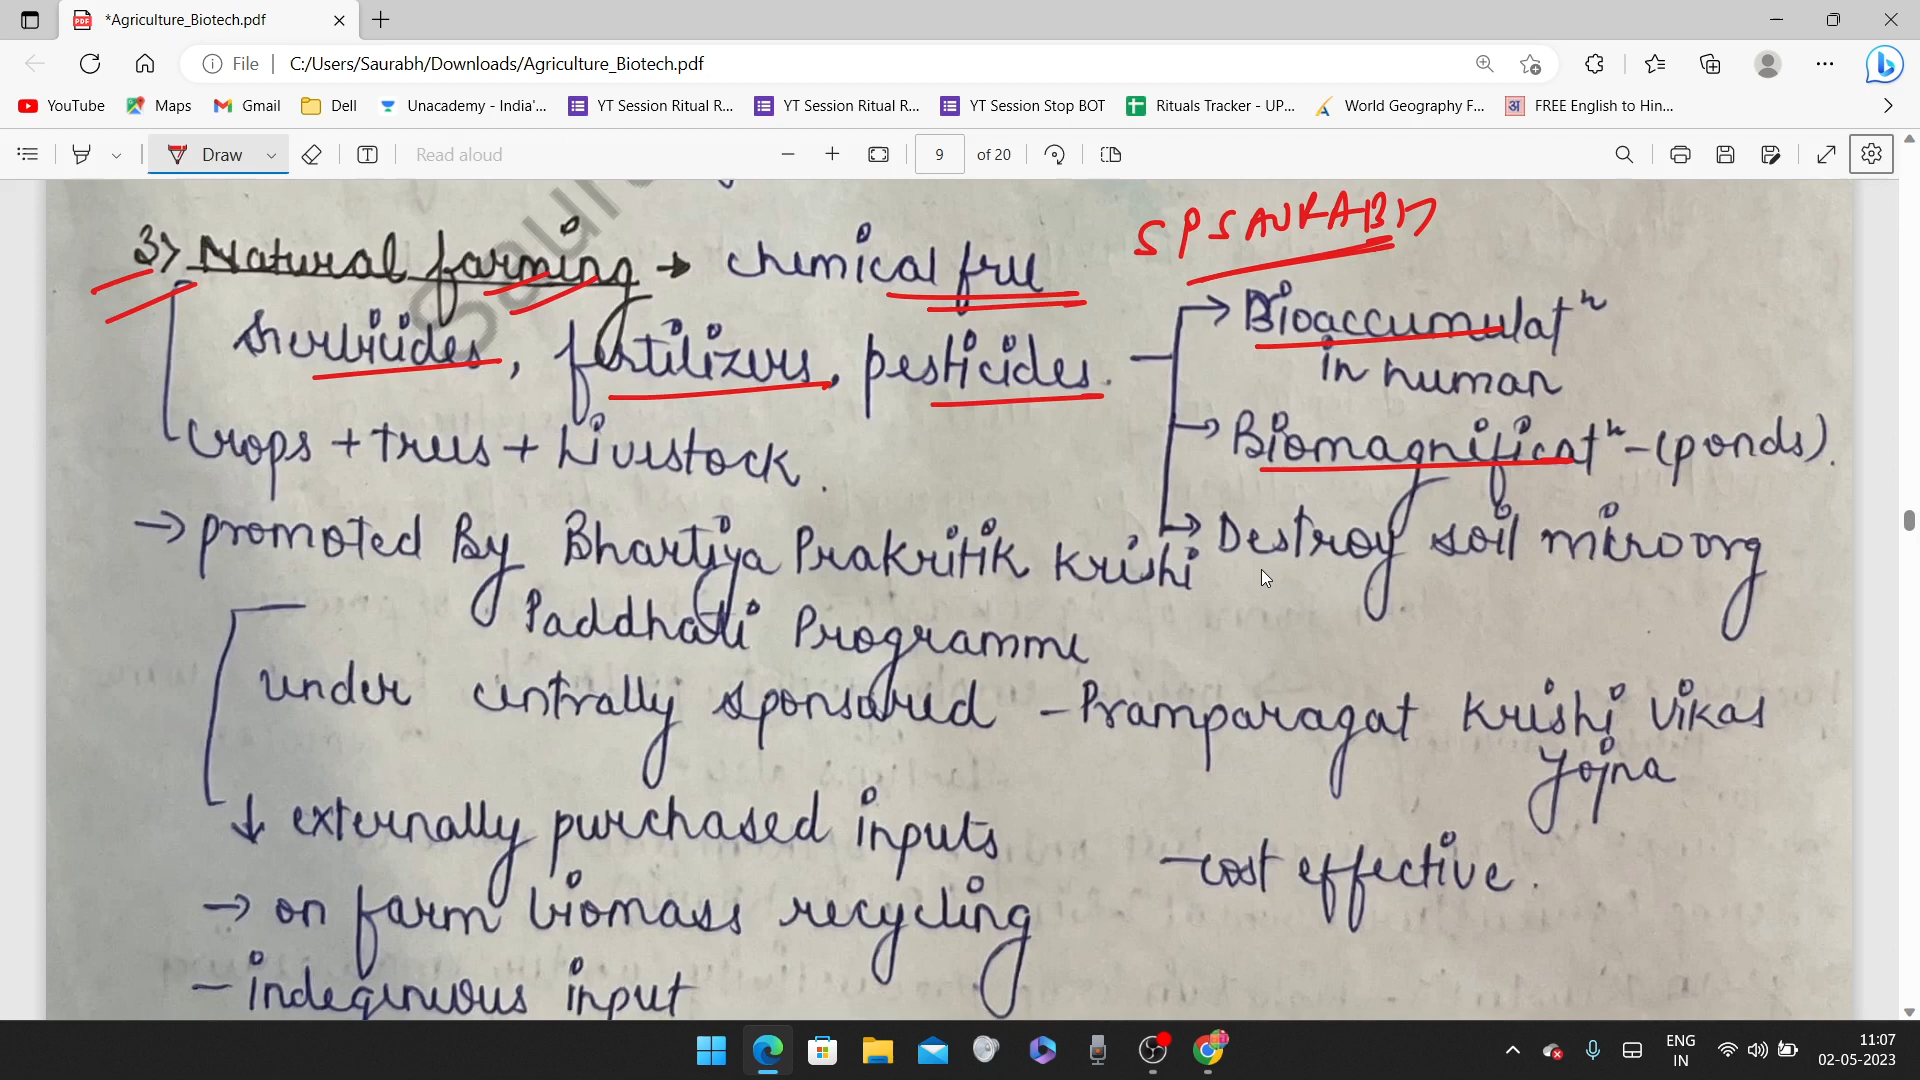 *Agriculture_Biotech.pdf
File
C:/Users/Saurabh/Downloads/Agriculture_Biotech.pdf
YouTube Maps Gmail Dell Unacademy - India'... YT Session Ritual R... YT Session Ritual R... YT Session Stop BOT Rituals Tracker - UP... World Geography F... FREE English to Hin...
Draw Read aloud 9 of 20
SPSAURABH
3) Natural farming → chemical free
herbicides, fertilizers, pesticides.
→ Bioaccumulatⁿ
in human
→ Biomagnificatⁿ - (ponds).
→ Destroy soil microorg
crops + trees + Livestock.
→ promoted By Bhartiya Prakritik Krishi
Paddhati Programme
under centrally sponsored - Pramparagat Krishi Vikas
Yojna
↓ externally purchased inputs
- cost effective.
→ on farm biomass recycling
- indeginuous input
ENG
IN
11:07
02-05-2023